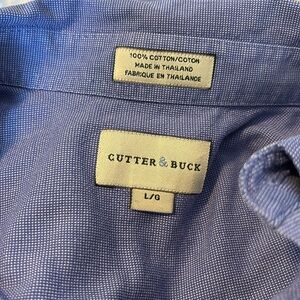 100% COTTON/COTON
MADE IN THAILAND
FABRIQUE EN THAILANDE
CUTTER & BUCK
L/G